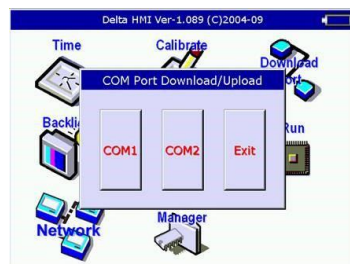 Delta HMI Ver-1.089 (C)2004-09
Time
Calibrate
Download
COM Port Download/Upload
COM1
COM2
Exit
Run
Network
Manager